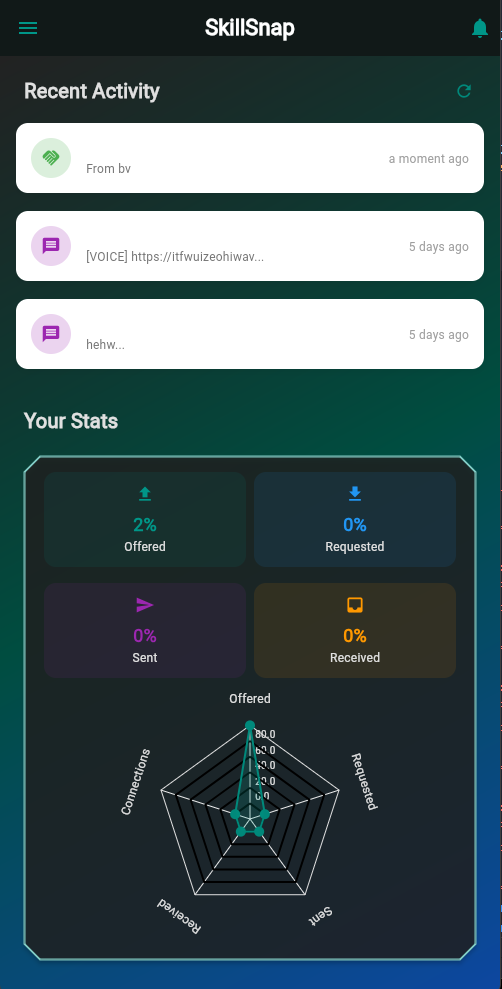 SkillSnap
Recent Activity
From bv
a moment ago
[VOICE] https://itfwuizeohiwav...
5 days ago
hehw...
5 days ago
Your Stats
2%
0%
Offered
Requested
0%
0%
Sent
Received
Offered
80.0
60.0
40.0
20.0
0.0
Connections
Requested
Received
Sent